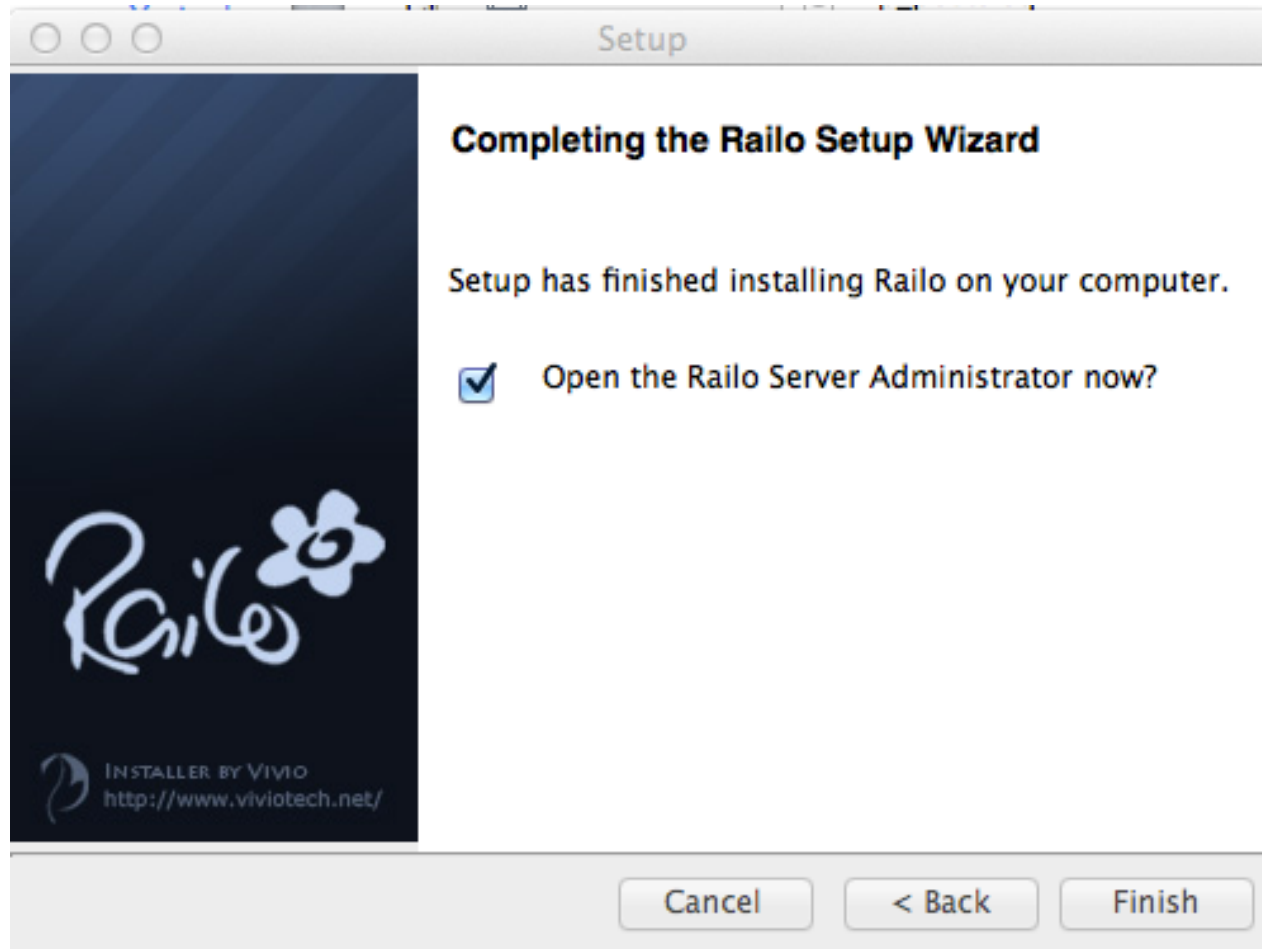 Setup
Completing the Railo Setup Wizard
Setup has finished installing Railo on your computer.
Open the Railo Server Administrator now?
Railo
INSTALLER BY VIVIO
http://www.viviotech.net/
Cancel
< Back
Finish